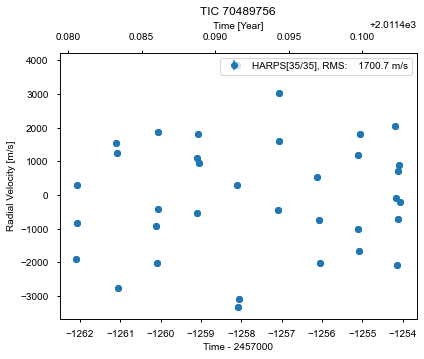 TIC 70489756
Time [Year]
+2.0114e3
0.080 0.085 0.090 0.095 0.100
HARPS[35/35], RMS: 1700.7 m/s
4000
3000
2000
1000
0
−1000
−2000
−3000
Radial Velocity [m/s]
−1262 −1261 −1260 −1259 −1258 −1257 −1256 −1255 −1254
Time - 2457000